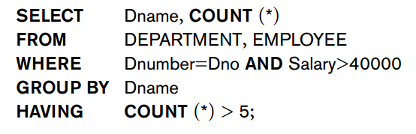 SELECT Dname, COUNT (*)
FROM DEPARTMENT, EMPLOYEE
WHERE Dnumber=Dno AND Salary>40000
GROUP BY Dname
HAVING COUNT (*) > 5;